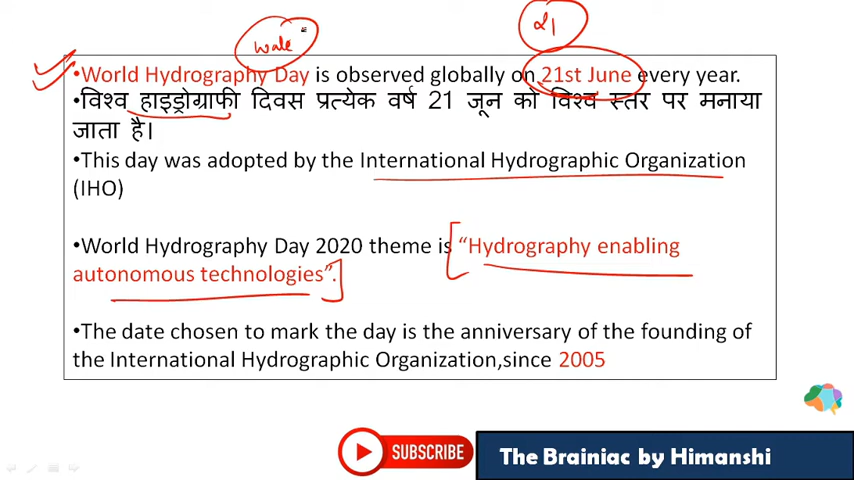 21
wate
•World Hydrography Day is observed globally on 21st June every year.
•विश्व हाइड्रोग्राफी दिवस प्रत्येक वर्ष 21 जून को विश्व स्तर पर मनाया
जाता है।
•This day was adopted by the International Hydrographic Organization
(IHO)
•World Hydrography Day 2020 theme is “Hydrography enabling
autonomous technologies”.
•The date chosen to mark the day is the anniversary of the founding of
the International Hydrographic Organization,since 2005
SUBSCRIBE
The Brainiac by Himanshi